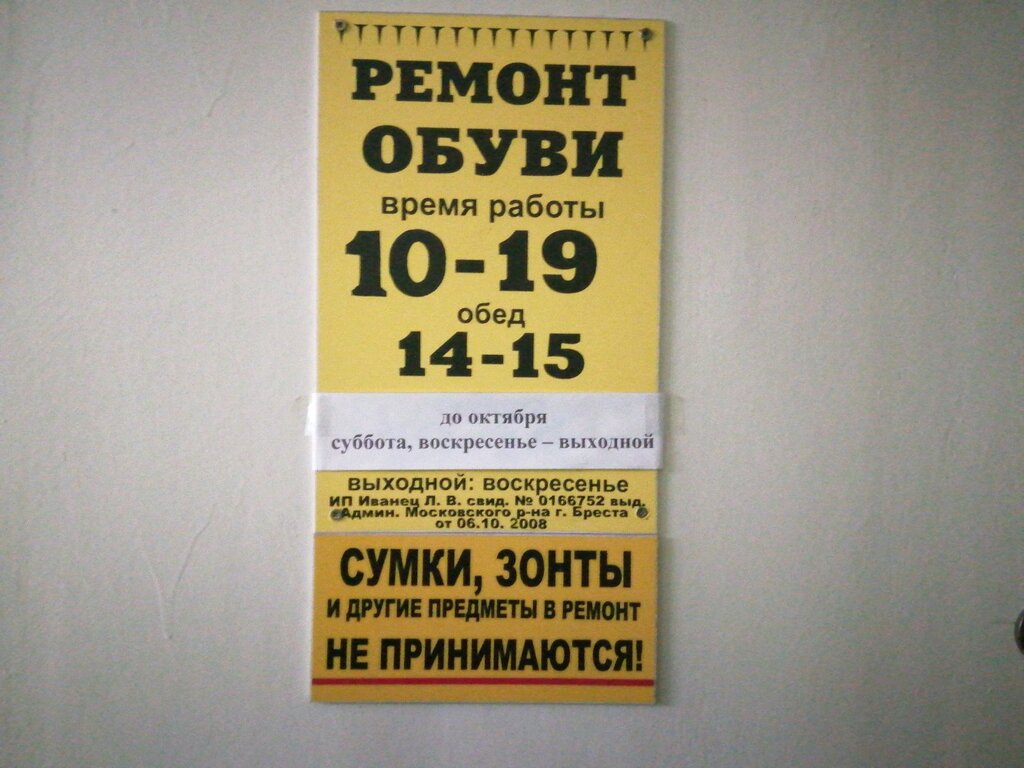 РЕМОНТ
ОБУВИ
время работы
10-19
обед
14-15
до октября
суббота, воскресенье – выходной
выходной: воскресенье
ИП Иванец Л. В. свид. № 0166752 выд.
Админ. Московского р-на г. Бреста
от 06.10. 2008
СУМКИ, ЗОНТЫ
И ДРУГИЕ ПРЕДМЕТЫ В РЕМОНТ
НЕ ПРИНИМАЮТСЯ!